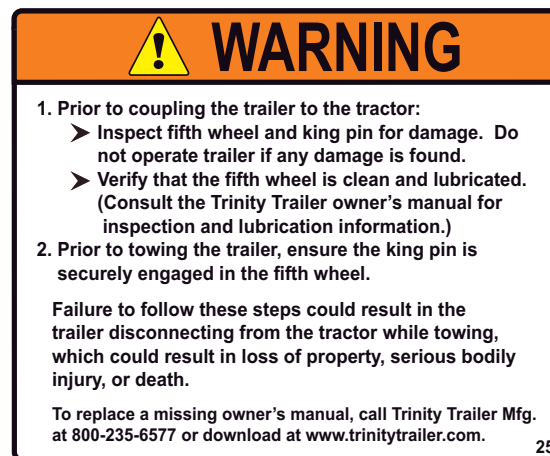 WARNING
1. Prior to coupling the trailer to the tractor:
➤ Inspect fifth wheel and king pin for damage. Do
not operate trailer if any damage is found.
➤ Verify that the fifth wheel is clean and lubricated.
(Consult the Trinity Trailer owner's manual for
inspection and lubrication information.)
2. Prior to towing the trailer, ensure the king pin is
securely engaged in the fifth wheel.
Failure to follow these steps could result in the
trailer disconnecting from the tractor while towing,
which could result in loss of property, serious bodily
injury, or death.
To replace a missing owner's manual, call Trinity Trailer Mfg.
at 800-235-6577 or download at www.trinitytrailer.com.